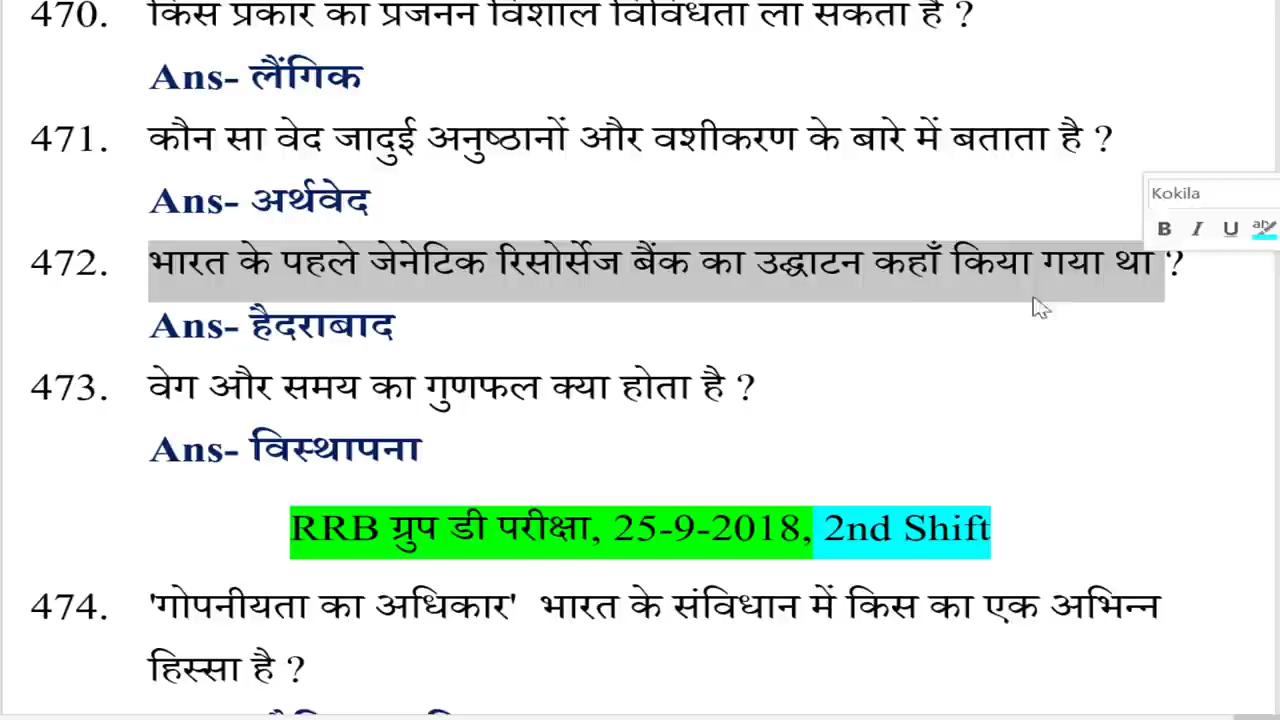 470. किस प्रकार का प्रजनन विशाल विविधता ला सकता है ?
Ans- लैंगिक
471. कौन सा वेद जादुई अनुष्ठानों और वशीकरण के बारे में बताता है ?
Ans- अर्थवेद
Kokila
B I U ab
472. भारत के पहले जेनेटिक रिसोर्सेज बैंक का उद्घाटन कहाँ किया गया था ?
Ans- हैदराबाद
473. वेग और समय का गुणफल क्या होता है ?
Ans- विस्थापना
RRB ग्रुप डी परीक्षा, 25-9-2018, 2nd Shift
474. 'गोपनीयता का अधिकार' भारत के संविधान में किस का एक अभिन्न
हिस्सा है ?